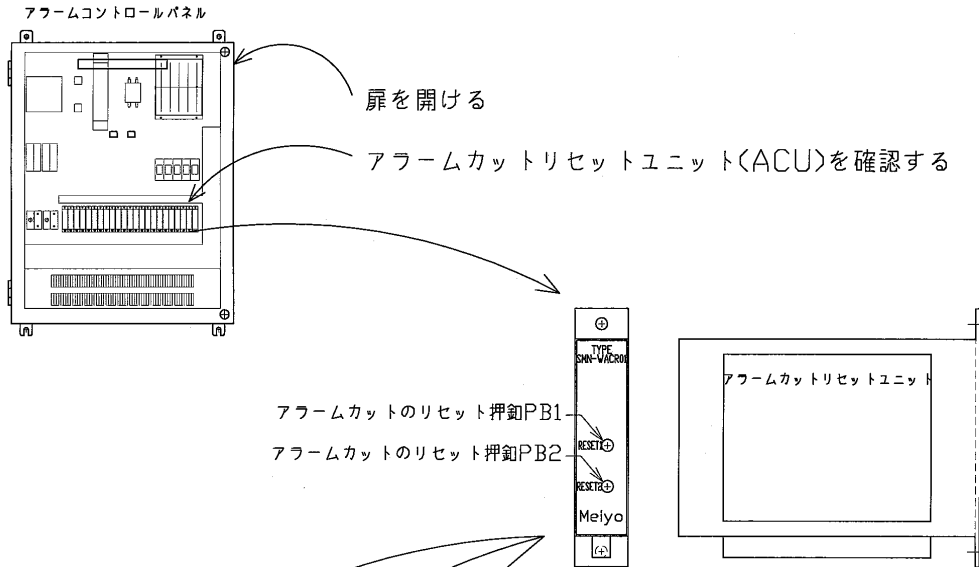 アラームコントロールパネル
扉を開ける
アラームカットリセットユニット(ACU)を確認する
TYPE
SMN-WACR01
アラームカットリセットユニット
アラームカットのリセット押釦PB1
RESET1
アラームカットのリセット押釦PB2
RESET2
Meiyo